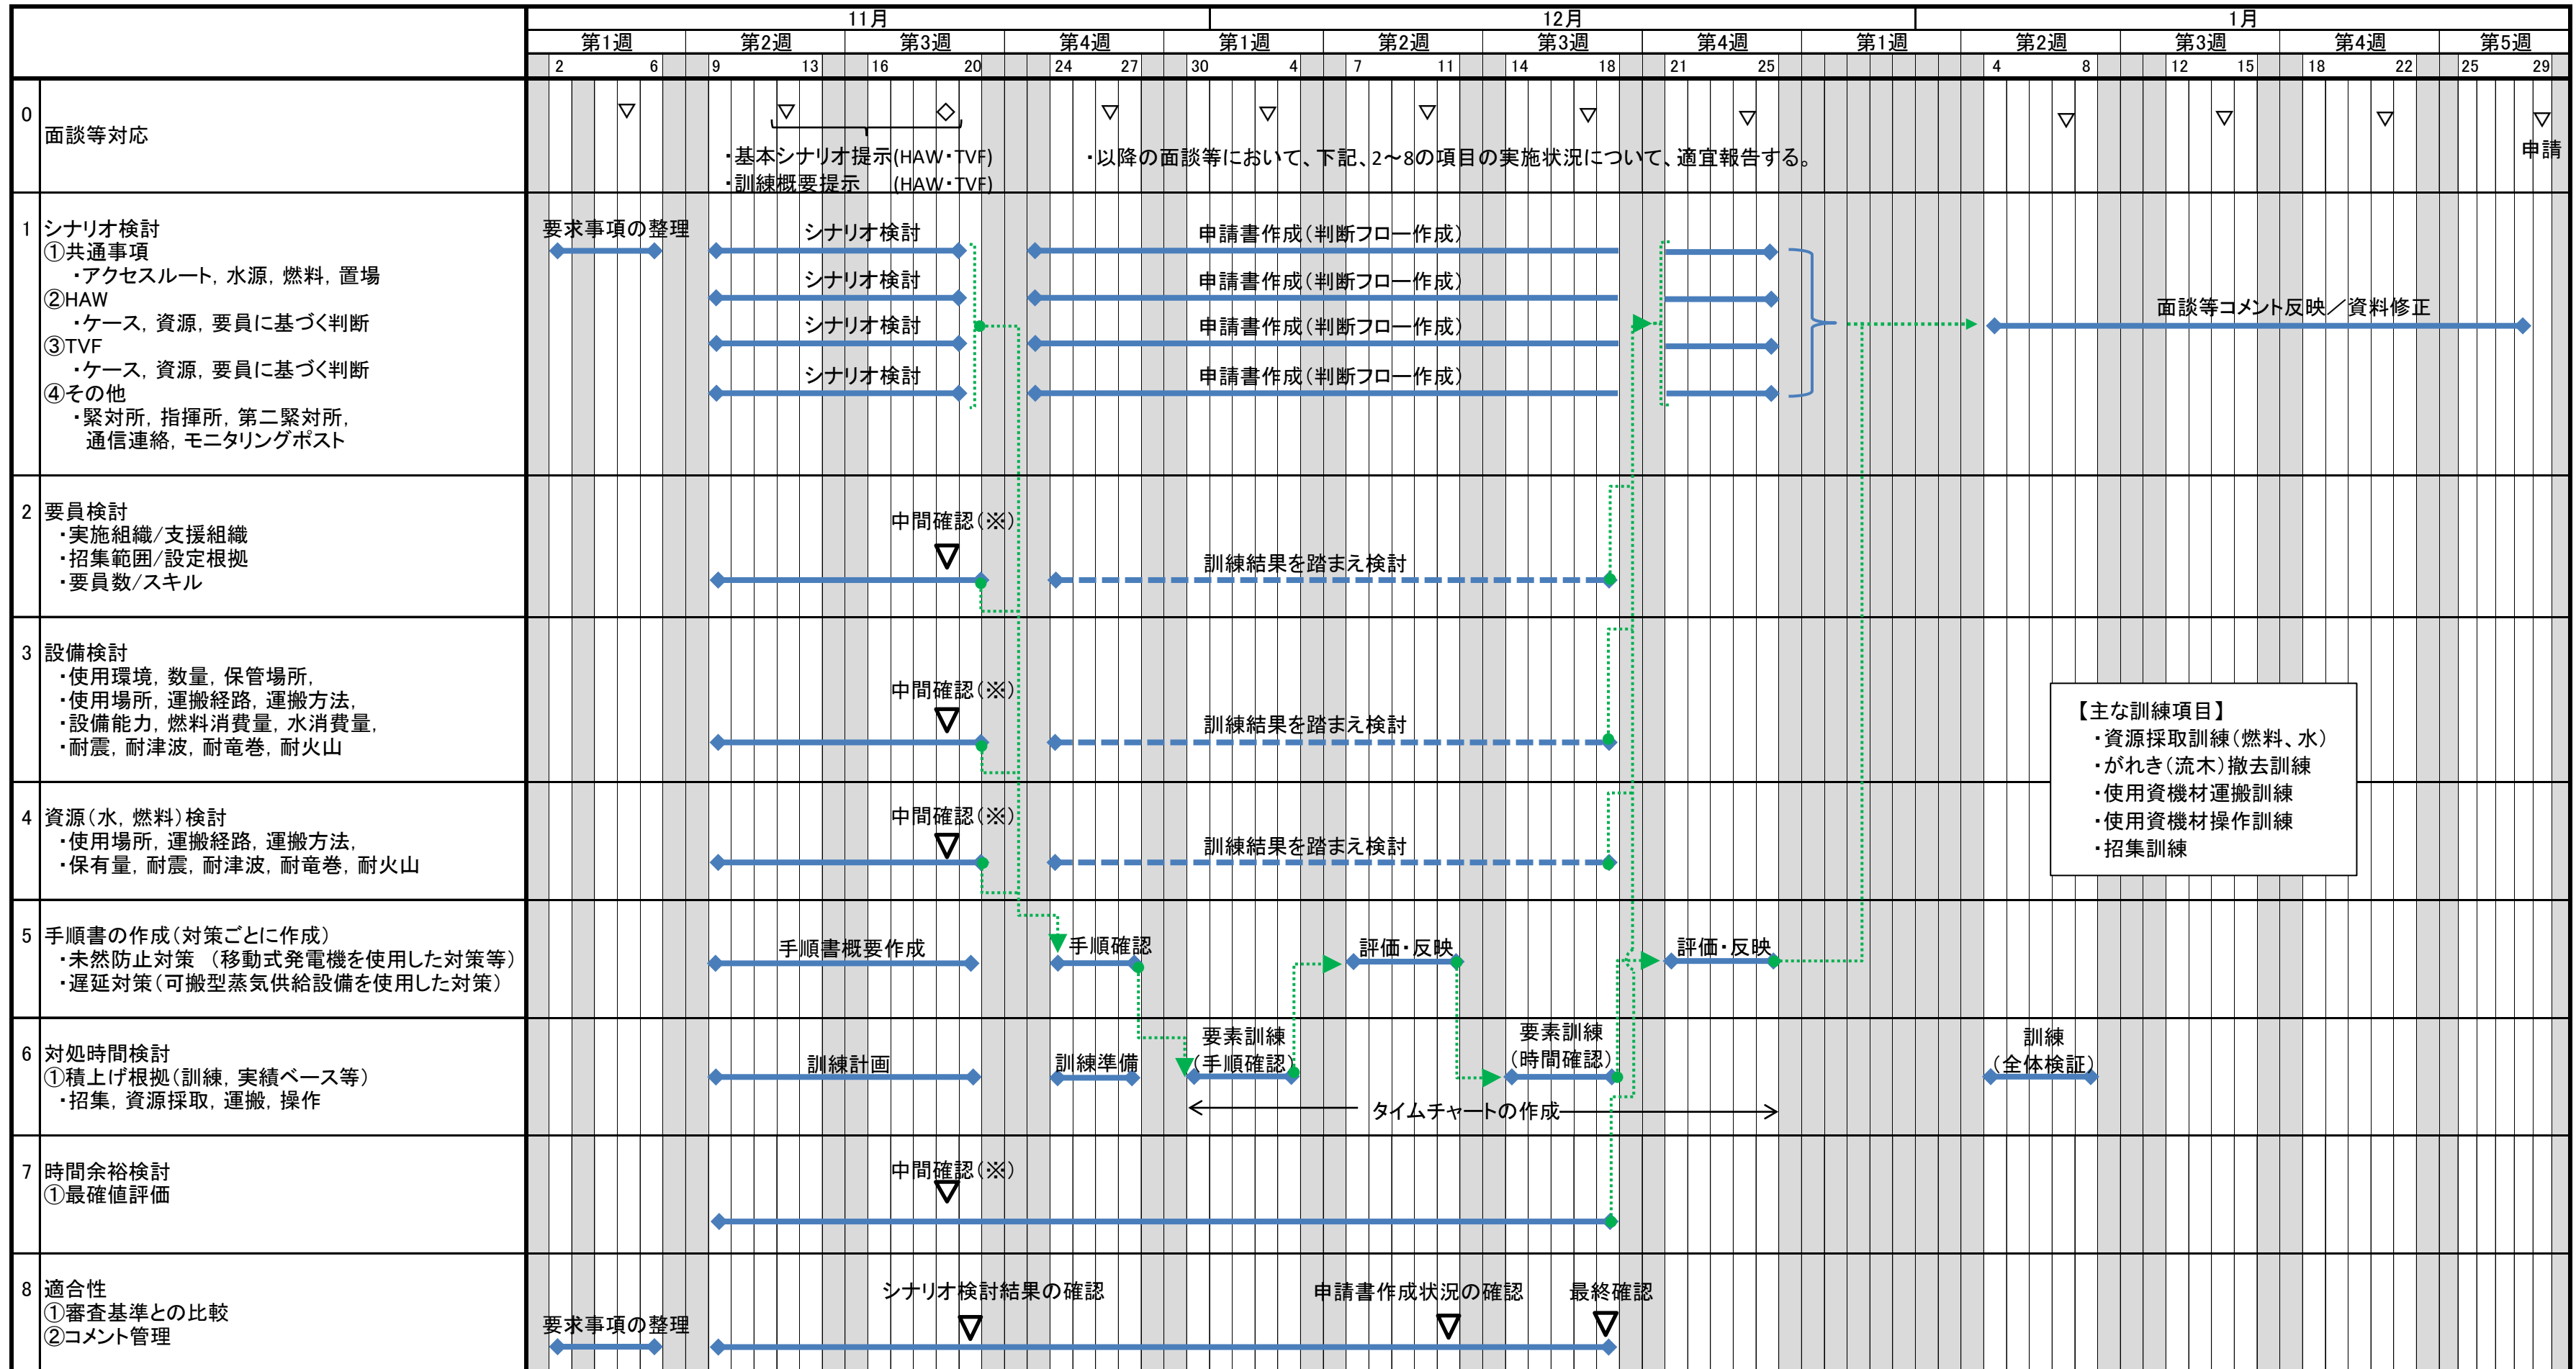 11月
12月
1月
第1週
第2週
第3週
第4週
第1週
第2週
第3週
第4週
第1週
第2週
第3週
第4週
第5週
2 6 9 13 16 20 24 27 30 4 7 11 14 18 21 25 4 8 12 15 18 22 25 29
0
面談等対応
・基本シナリオ提示(HAW・TVF)
・訓練概要提示 (HAW・TVF)
・以降の面談等において、下記、2～8の項目の実施状況について、適宜報告する。
申請
1 シナリオ検討
①共通事項
・アクセスルート, 水源, 燃料, 置場
②HAW
・ケース, 資源, 要員に基づく判断
③TVF
・ケース, 資源, 要員に基づく判断
④その他
・緊対所, 指揮所, 第二緊対所,
通信連絡, モニタリングポスト
要求事項の整理
シナリオ検討
シナリオ検討
シナリオ検討
シナリオ検討
申請書作成(判断フロー作成)
申請書作成(判断フロー作成)
申請書作成(判断フロー作成)
申請書作成(判断フロー作成)
面談等コメント反映／資料修正
2 要員検討
・実施組織/支援組織
・招集範囲/設定根拠
・要員数/スキル
中間確認(※)
訓練結果を踏まえ検討
3 設備検討
・使用環境, 数量, 保管場所,
・使用場所, 運搬経路, 運搬方法,
・設備能力, 燃料消費量, 水消費量,
・耐震, 耐津波, 耐竜巻, 耐火山
中間確認(※)
訓練結果を踏まえ検討
【主な訓練項目】
・資源採取訓練(燃料、水)
・がれき(流木)撤去訓練
・使用資機材運搬訓練
・使用資機材操作訓練
・招集訓練
4 資源(水, 燃料)検討
・使用場所, 運搬経路, 運搬方法,
・保有量, 耐震, 耐津波, 耐竜巻, 耐火山
中間確認(※)
訓練結果を踏まえ検討
5 手順書の作成(対策ごとに作成)
・未然防止対策 (移動式発電機を使用した対策等)
・遅延対策(可搬型蒸気供給設備を使用した対策)
手順書概要作成
手順確認
評価・反映
評価・反映
6 対処時間検討
①積上げ根拠(訓練, 実績ベース等)
・招集, 資源採取, 運搬, 操作
訓練計画
訓練準備
要素訓練
(手順確認)
要素訓練
(時間確認)
訓練
(全体検証)
タイムチャートの作成
7 時間余裕検討
①最確値評価
中間確認(※)
8 適合性
①審査基準との比較
②コメント管理
要求事項の整理
シナリオ検討結果の確認
申請書作成状況の確認
最終確認